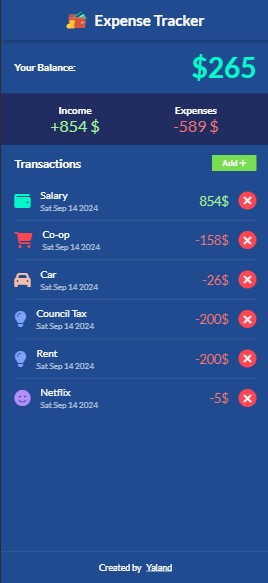 Expense Tracker
Your Balance: $265
Income Expenses
+854 $ -589 $
Transactions Add +
Salary 854$
Sat Sep 14 2024
Co-op -158$
Sat Sep 14 2024
Car -26$
Sat Sep 14 2024
Council Tax -200$
Sat Sep 14 2024
Rent -200$
Sat Sep 14 2024
Netflix -5$
Sat Sep 14 2024
Created by Yaland